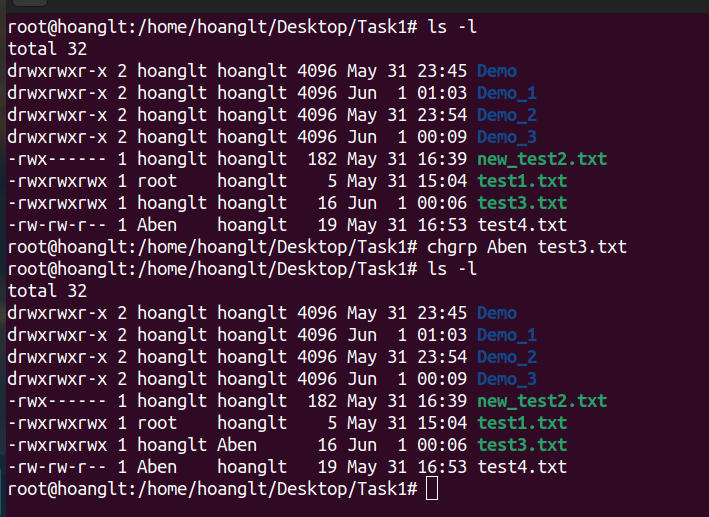 root@hoanglt:/home/hoanglt/Desktop/Task1# ls -l
total 32
drwxrwxr-x 2 hoanglt hoanglt 4096 May 31 23:45 Demo
drwxrwxr-x 2 hoanglt hoanglt 4096 Jun  1 01:03 Demo_1
drwxrwxr-x 2 hoanglt hoanglt 4096 May 31 23:54 Demo_2
drwxrwxr-x 2 hoanglt hoanglt 4096 Jun  1 00:09 Demo_3
-rwx------ 1 hoanglt hoanglt  182 May 31 16:39 new_test2.txt
-rwxrwxrwx 1 root    hoanglt    5 May 31 15:04 test1.txt
-rwxrwxrwx 1 hoanglt hoanglt   16 Jun  1 00:06 test3.txt
-rw-rw-r-- 1 Aben    hoanglt   19 May 31 16:53 test4.txt
root@hoanglt:/home/hoanglt/Desktop/Task1# chgrp Aben test3.txt
root@hoanglt:/home/hoanglt/Desktop/Task1# ls -l
total 32
drwxrwxr-x 2 hoanglt hoanglt 4096 May 31 23:45 Demo
drwxrwxr-x 2 hoanglt hoanglt 4096 Jun  1 01:03 Demo_1
drwxrwxr-x 2 hoanglt hoanglt 4096 May 31 23:54 Demo_2
drwxrwxr-x 2 hoanglt hoanglt 4096 Jun  1 00:09 Demo_3
-rwx------ 1 hoanglt hoanglt  182 May 31 16:39 new_test2.txt
-rwxrwxrwx 1 root    hoanglt    5 May 31 15:04 test1.txt
-rwxrwxrwx 1 hoanglt Aben      16 Jun  1 00:06 test3.txt
-rw-rw-r-- 1 Aben    hoanglt   19 May 31 16:53 test4.txt
root@hoanglt:/home/hoanglt/Desktop/Task1#